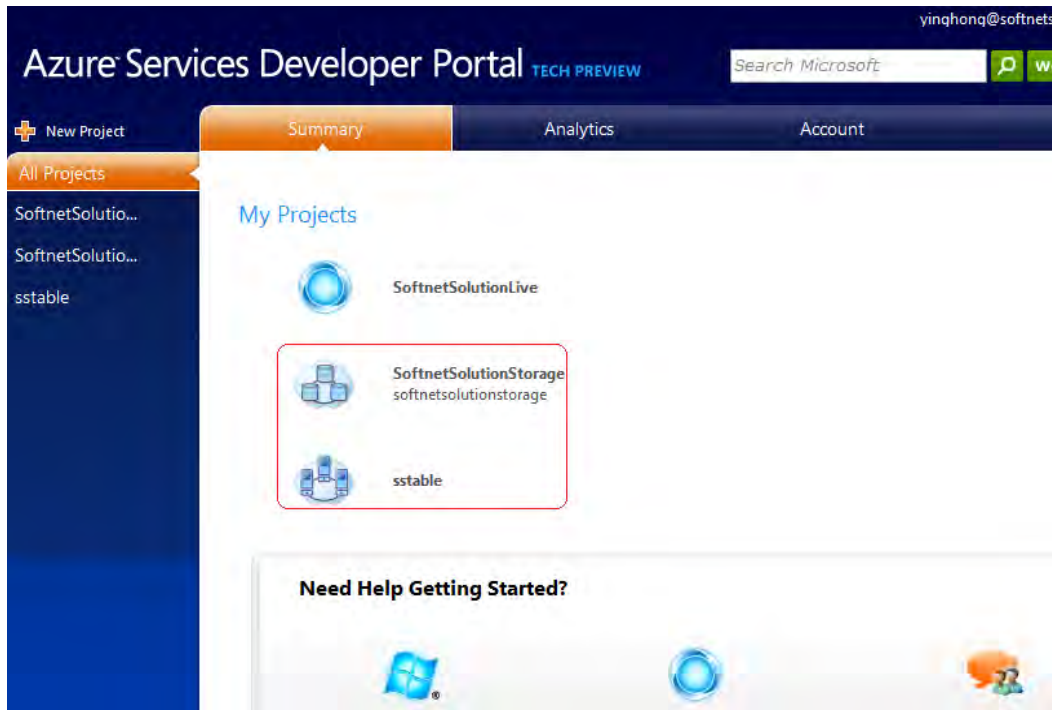 yinghong@softnets
Azure Services Developer Portal TECH PREVIEW
Search Microsoft
New Project
Summary
Analytics
Account
All Projects
SoftnetSolutio...
SoftnetSolutio...
sstable
My Projects
SoftnetSolutionLive
SoftnetSolutionStorage
softnetsolutionstorage
sstable
Need Help Getting Started?